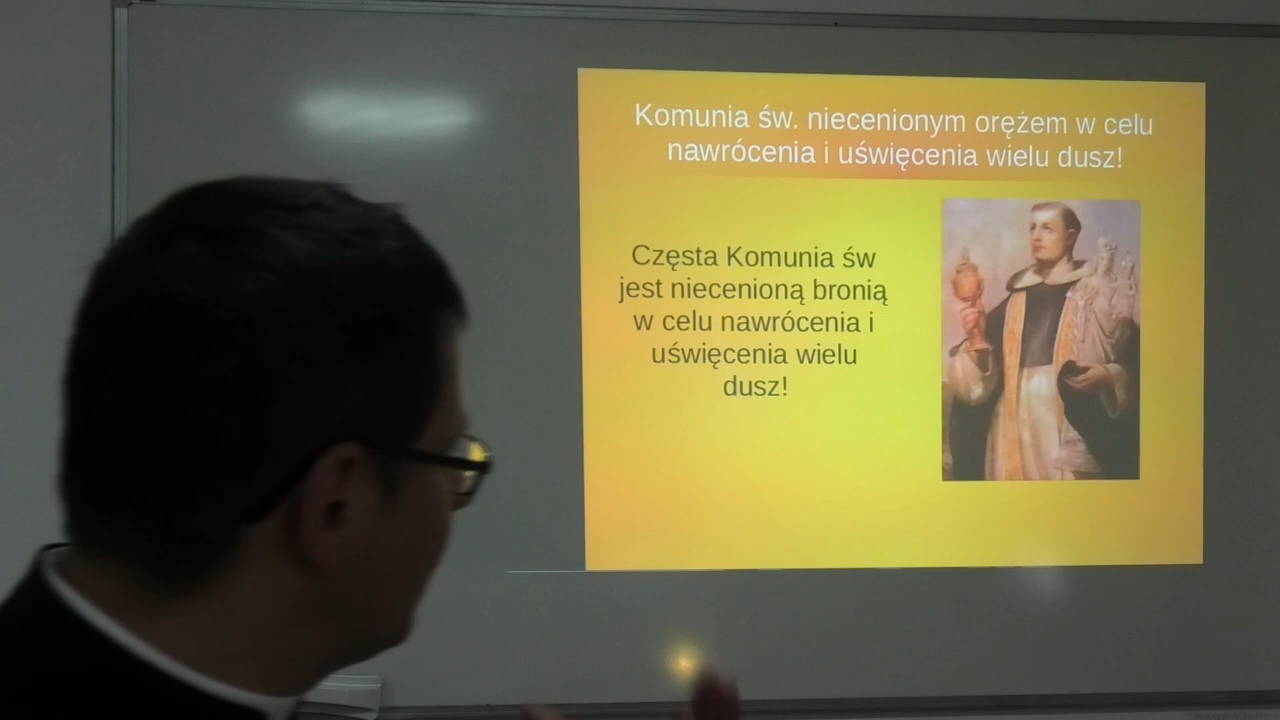 Komunia św. niecenionym orężem w celu
nawrócenia i uświęcenia wielu dusz!
Częsta Komunia św
jest niecenioną bronią
w celu nawrócenia i
uświęcenia wielu
dusz!